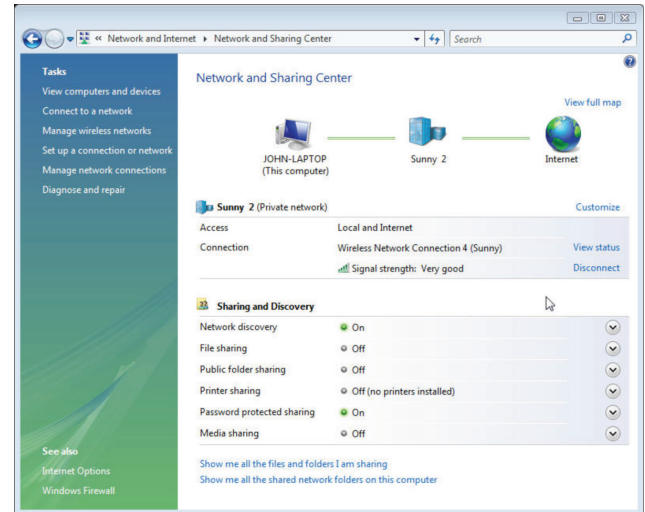 « Network and Internet ▸ Network and Sharing Center
Search
Tasks
View computers and devices
Connect to a network
Manage wireless networks
Set up a connection or network
Manage network connections
Diagnose and repair
See also
Internet Options
Windows Firewall
Network and Sharing Center
View full map
JOHN-LAPTOP
(This computer)
Sunny 2
Internet
Sunny 2 (Private network)
Customize
Access Local and Internet
Connection Wireless Network Connection 4 (Sunny) View status
Signal strength: Very good Disconnect
Sharing and Discovery
Network discovery On
File sharing Off
Public folder sharing Off
Printer sharing Off (no printers installed)
Password protected sharing On
Media sharing Off
Show me all the files and folders I am sharing
Show me all the shared network folders on this computer